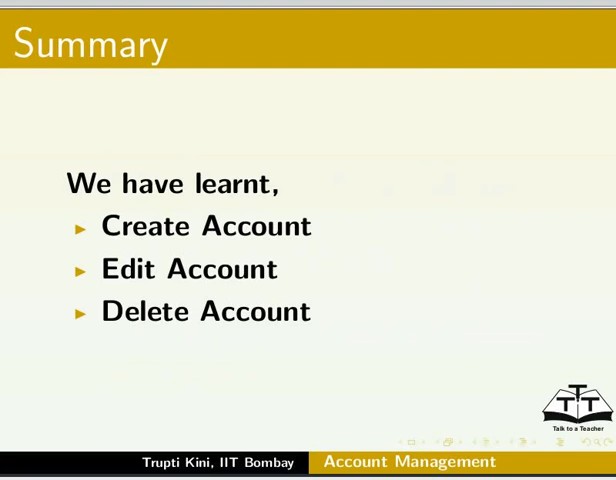 Summary
We have learnt,
Create Account
Edit Account
Delete Account
TTT
Talk to a Teacher
Trupti Kini, IIT Bombay
Account Management